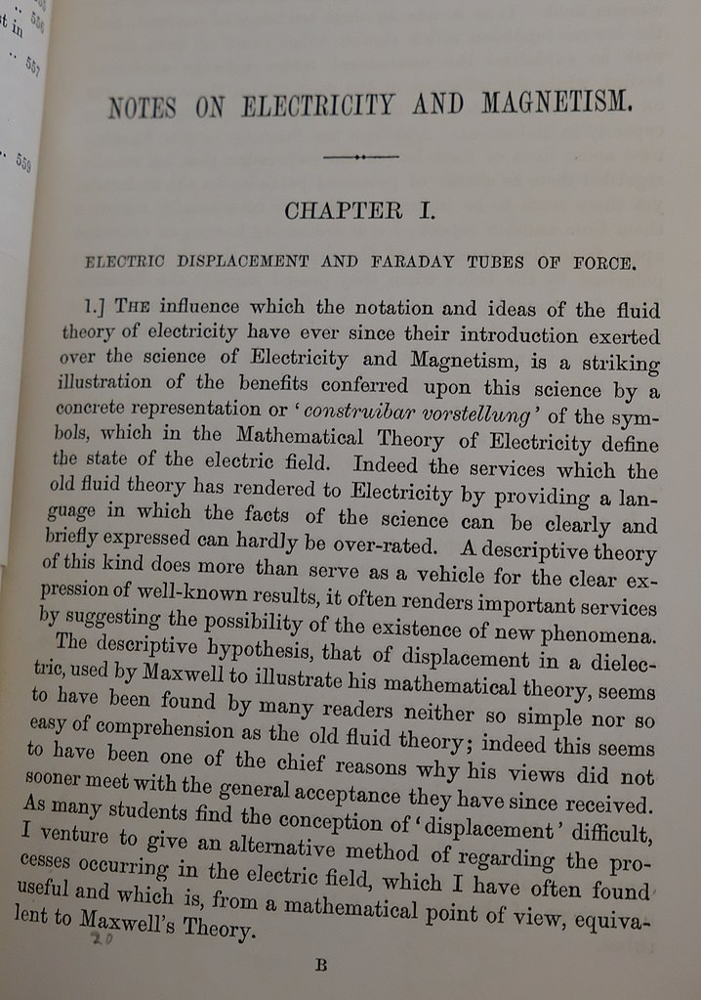 556
t in
557
559
NOTES ON ELECTRICITY AND MAGNETISM.
CHAPTER I.
ELECTRIC DISPLACEMENT AND FARADAY TUBES OF FORCE.
1.] THE influence which the notation and ideas of the fluid
theory of electricity have ever since their introduction exerted
over the science of Electricity and Magnetism, is a striking
illustration of the benefits conferred upon this science by a
concrete representation or ‘construibar vorstellung’ of the sym-
bols, which in the Mathematical Theory of Electricity define
the state of the electric field. Indeed the services which the
old fluid theory has rendered to Electricity by providing a lan-
guage in which the facts of the science can be clearly and
briefly expressed can hardly be over-rated. A descriptive theory
of this kind does more than serve as a vehicle for the clear ex-
pression of well-known results, it often renders important services
by suggesting the possibility of the existence of new phenomena.
The descriptive hypothesis, that of displacement in a dielec-
tric, used by Maxwell to illustrate his mathematical theory, seems
to have been found by many readers neither so simple nor so
easy of comprehension as the old fluid theory; indeed this seems
to have been one of the chief reasons why his views did not
sooner meet with the general acceptance they have since received.
As many students find the conception of ‘displacement’ difficult,
I venture to give an alternative method of regarding the pro-
cesses occurring in the electric field, which I have often found
useful and which is, from a mathematical point of view, equiva-
lent to Maxwell's Theory.
20
B